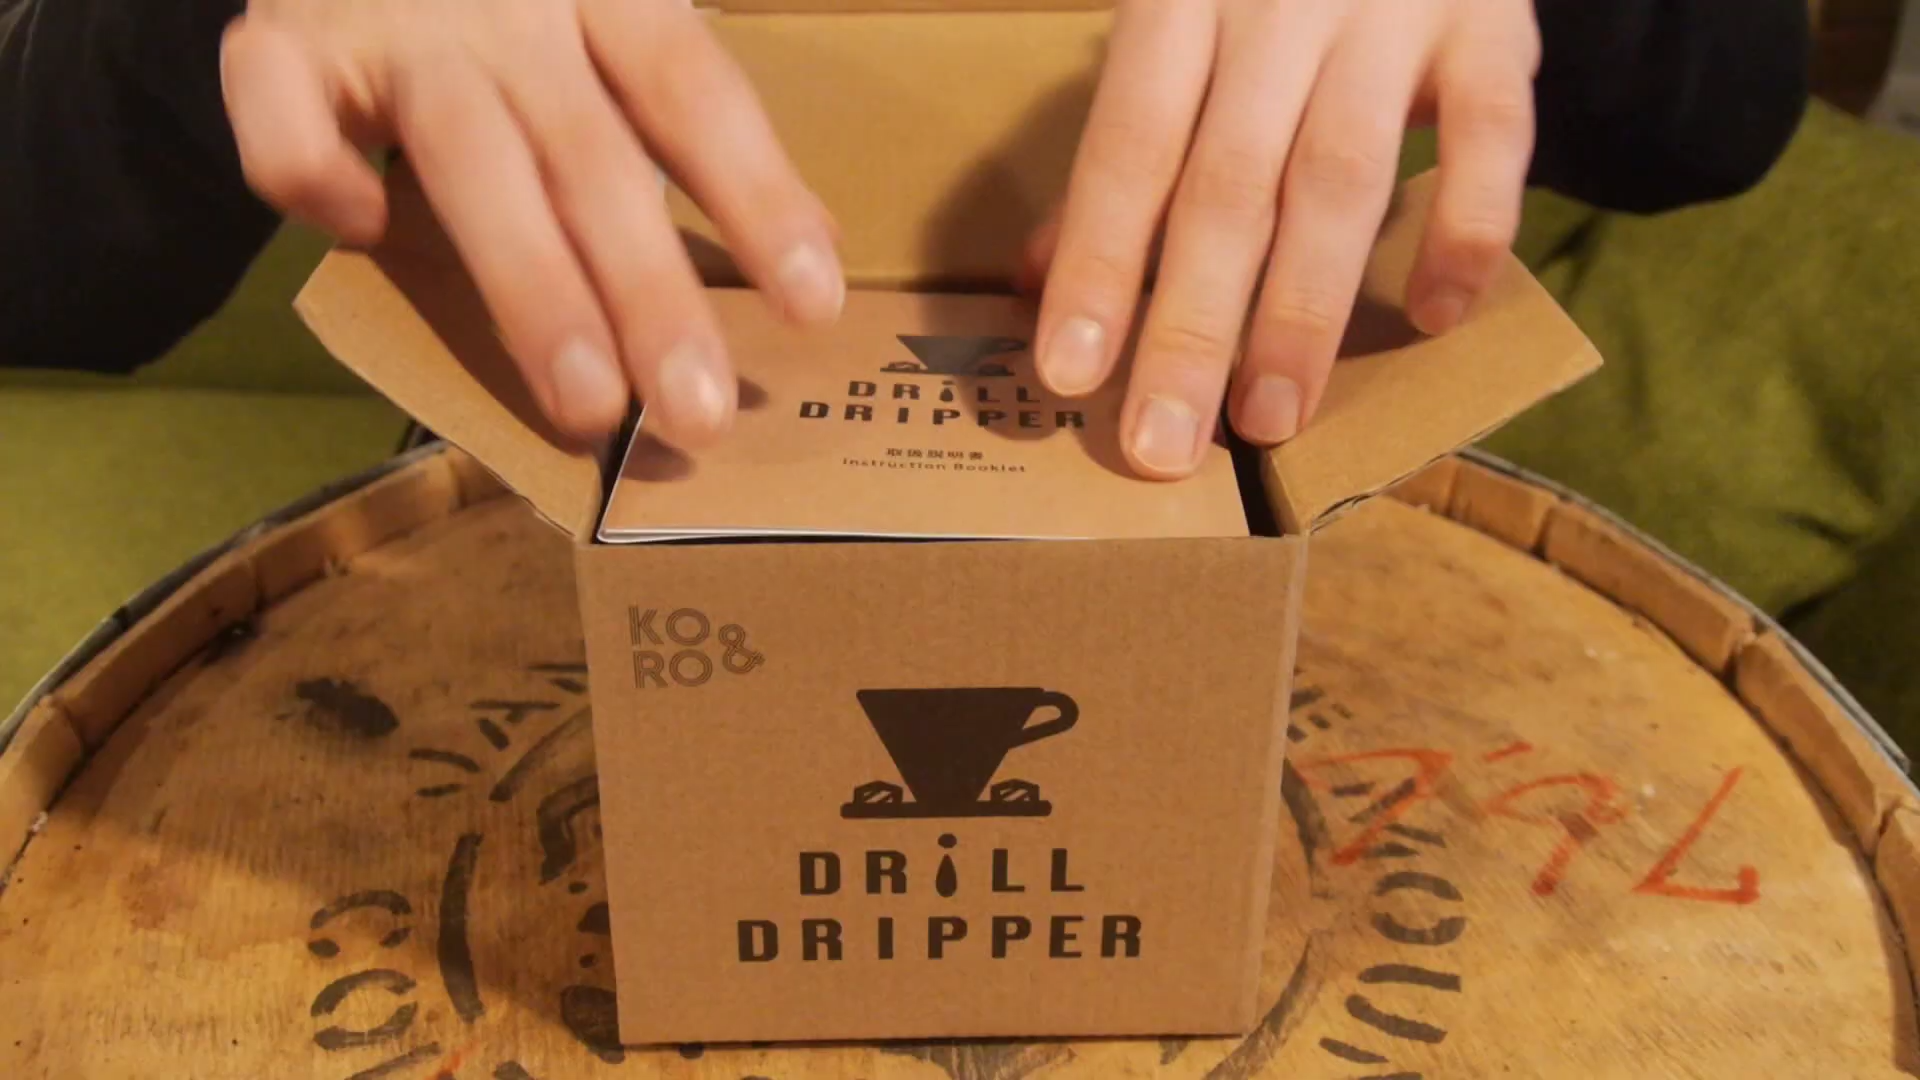 DRiLL
DRIPPER
取扱説明書
Instruction Booklet
KO
&
RO
DRiLL
DRIPPER